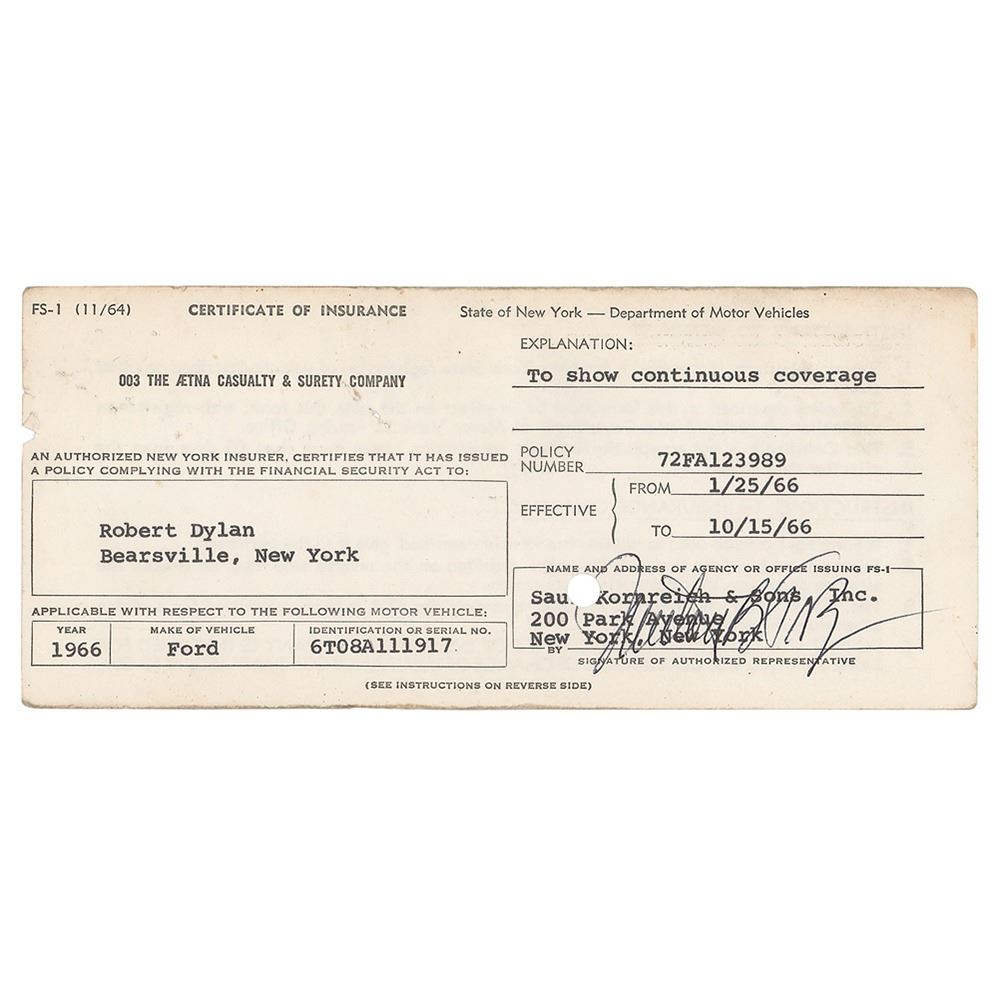 FS-1 (11/64) CERTIFICATE OF INSURANCE State of New York — Department of Motor Vehicles
003 THE ÆTNA CASUALTY & SURETY COMPANY
AN AUTHORIZED NEW YORK INSURER, CERTIFIES THAT IT HAS ISSUED
A POLICY COMPLYING WITH THE FINANCIAL SECURITY ACT TO:
Robert Dylan
Bearsville, New York
APPLICABLE WITH RESPECT TO THE FOLLOWING MOTOR VEHICLE:
YEAR MAKE OF VEHICLE IDENTIFICATION OR SERIAL NO.
1966 Ford 6T08A111917
EXPLANATION:
To show continuous coverage
POLICY
NUMBER 72FA123989
EFFECTIVE
FROM 1/25/66
TO 10/15/66
NAME AND ADDRESS OF AGENCY OR OFFICE ISSUING FS-1
Saul Kornreich & Sons, Inc.
200 Park Avenue
New York, New York
BY
SIGNATURE OF AUTHORIZED REPRESENTATIVE
(SEE INSTRUCTIONS ON REVERSE SIDE)